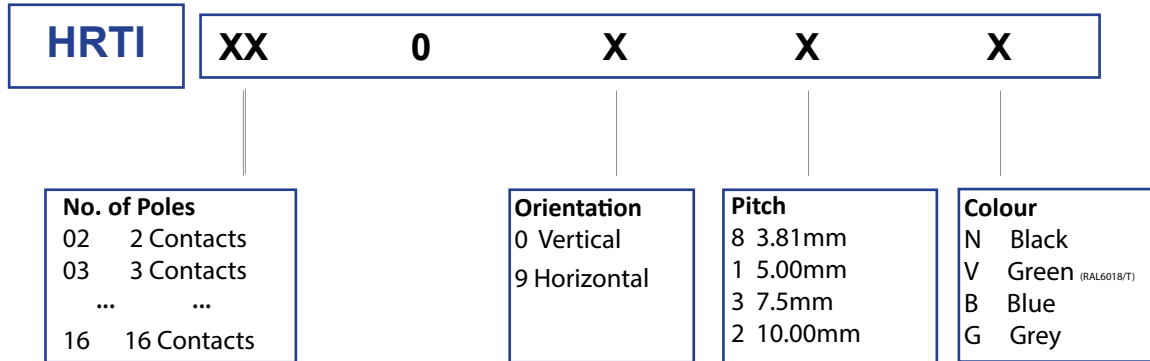 HRTI XX 0 X X X
No. of Poles
02 2 Contacts
03 3 Contacts
... ...
16 16 Contacts
Orientation
0 Vertical
9 Horizontal
Pitch
8 3.81mm
1 5.00mm
3 7.5mm
2 10.00mm
Colour
N Black
V Green (RAL6018/T)
B Blue
G Grey